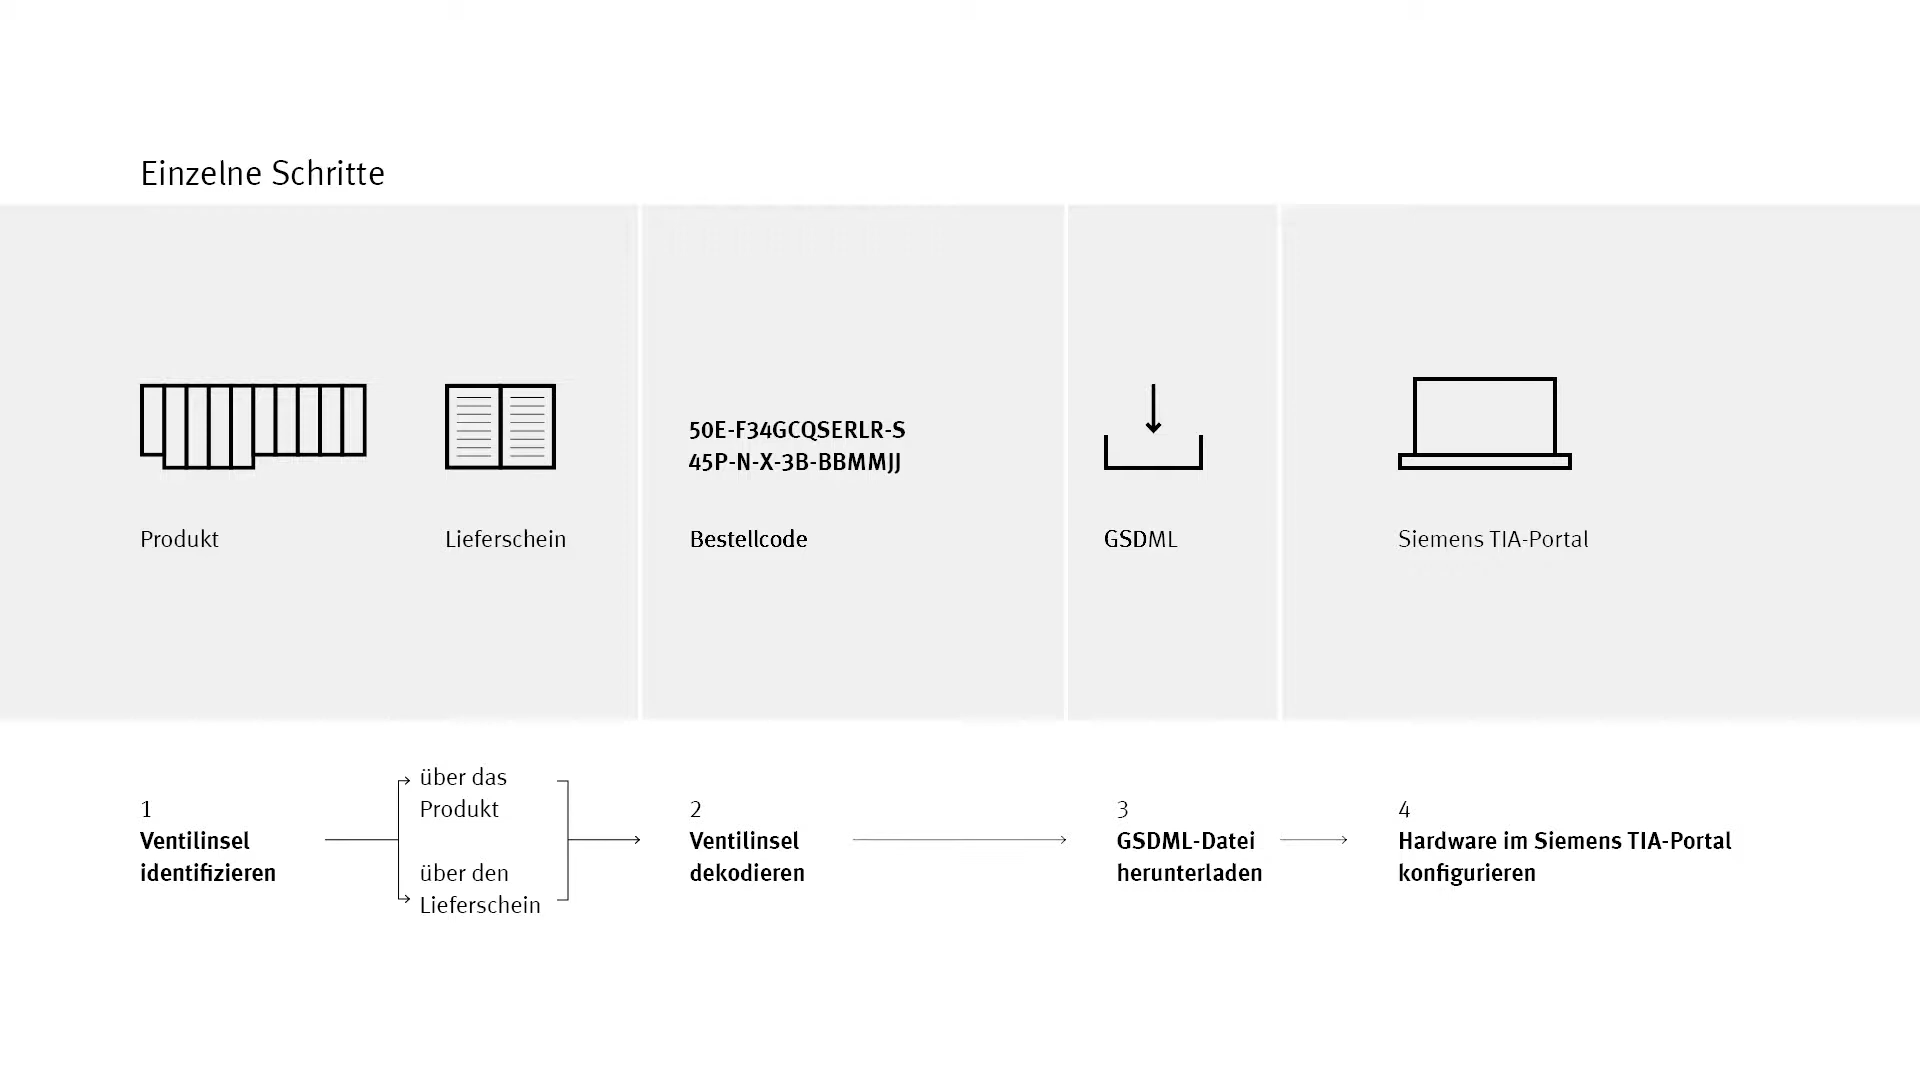 Einzelne Schritte
50E-F34GCQSERLR-S
45P-N-X-3B-BBMMJJ
Produkt
Lieferschein
Bestellcode
GSDML
Siemens TIA-Portal
1
Ventilinsel
identifizieren
über das
Produkt
über den
Lieferschein
2
Ventilinsel
dekodieren
3
GSDML-Datei
herunterladen
4
Hardware im Siemens TIA-Portal
konfigurieren